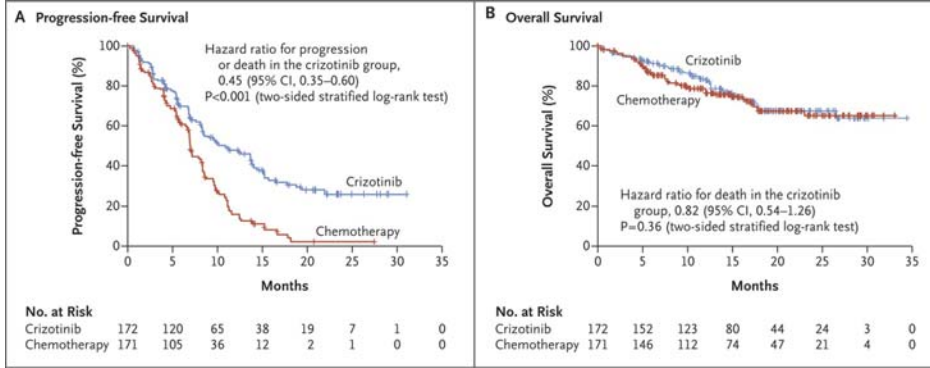 A Progression-free Survival
Progression-free Survival (%)
100
80
60
40
20
0
Hazard ratio for progression
or death in the crizotinib group,
0.45 (95% CI, 0.35–0.60)
P<0.001 (two-sided stratified log-rank test)
Crizotinib
Chemotherapy
0 5 10 15 20 25 30 35
Months
No. at Risk
Crizotinib 172 120 65 38 19 7 1 0
Chemotherapy 171 105 36 12 2 1 0 0
B Overall Survival
Overall Survival (%)
100
80
60
40
20
0
Crizotinib
Chemotherapy
Hazard ratio for death in the crizotinib
group, 0.82 (95% CI, 0.54–1.26)
P=0.36 (two-sided stratified log-rank test)
0 5 10 15 20 25 30 35
Months
No. at Risk
Crizotinib 172 152 123 80 44 24 3 0
Chemotherapy 171 146 112 74 47 21 4 0